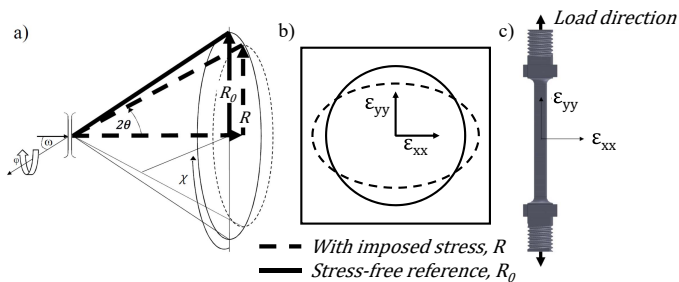 a)
R₀
R
2θ
ω
φ
χ
b)
εyy
εxx
c)
Load direction
εyy
εxx
With imposed stress, R
Stress-free reference, R₀